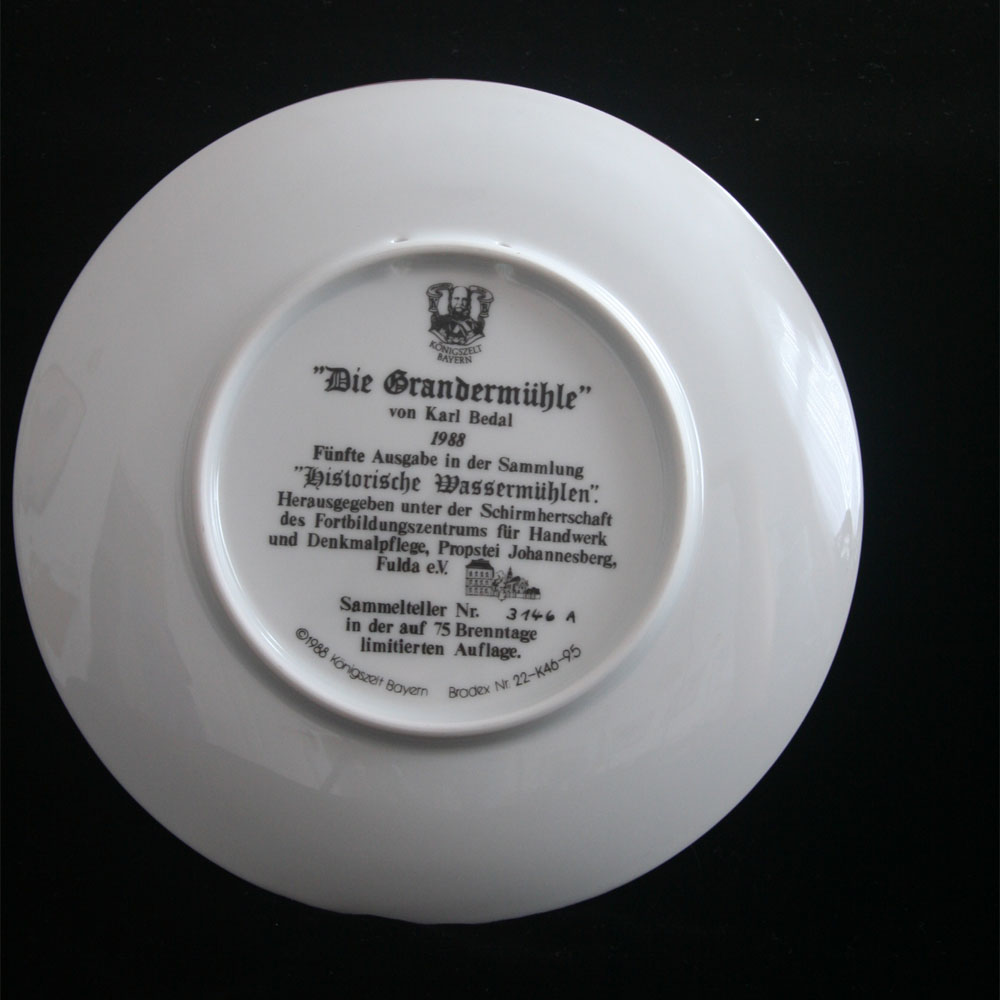 KÖNIGSZELT
BAYERN
"Die Grandermühle"
von Karl Bedal
1988
Fünfte Ausgabe in der Sammlung
"Historische Wassermühlen".
Herausgegeben unter der Schirmherrschaft
des Fortbildungszentrums für Handwerk
und Denkmalpflege, Propstei Johannesberg,
Fulda e.V.
Sammelteller Nr. 3146 A
in der auf 75 Brenntage
limitierten Auflage.
©1988 Königszelt Bayern Bradex Nr. 22-K46-9.5